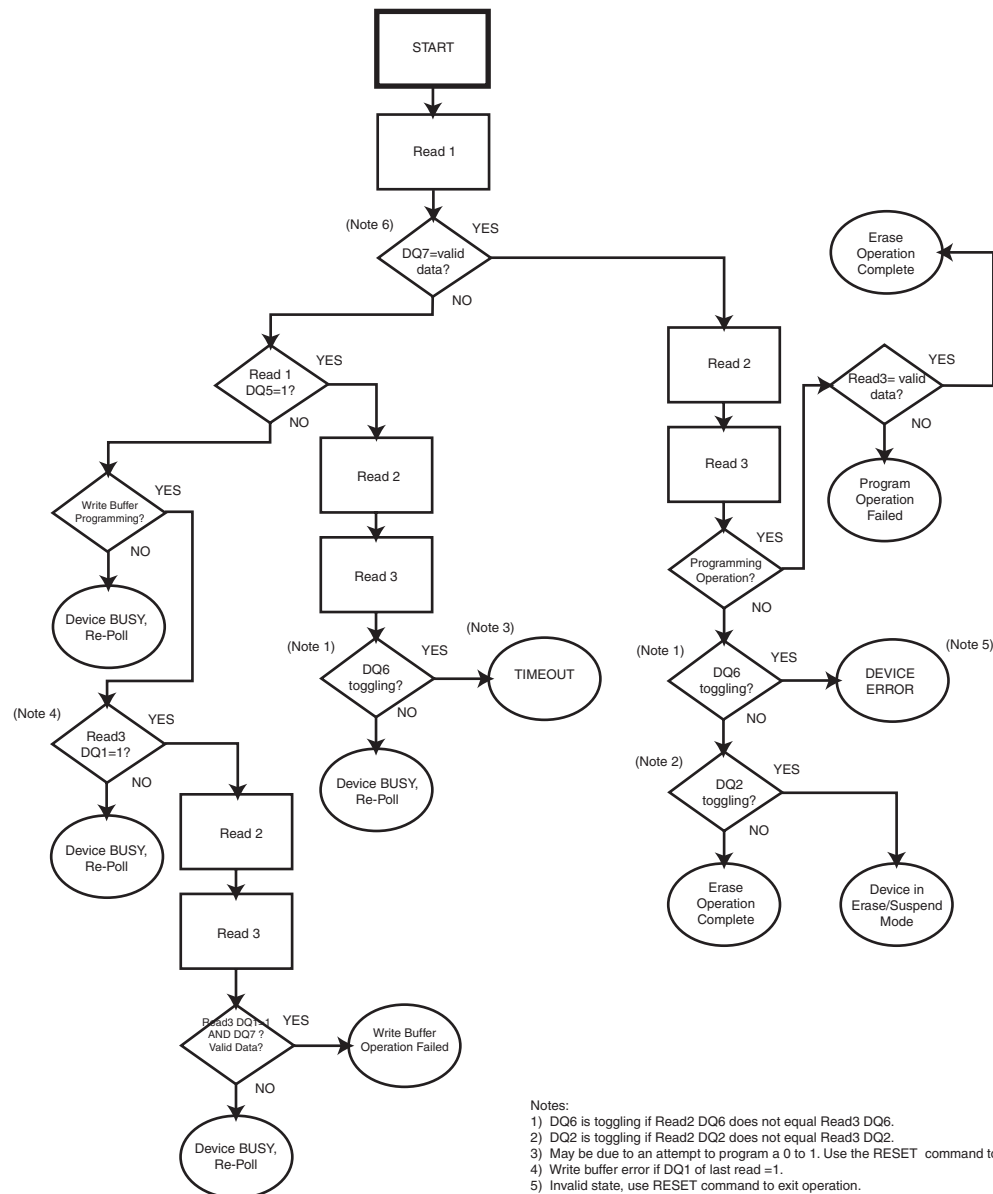 START
Read 1
(Note 6)
YES
DQ7=valid
data?
NO
Erase
Operation
Complete
Read 1
DQ5=1?
YES
NO
Read 2
Read3= valid
data?
YES
NO
Read 2
Read 3
Program
Operation
Failed
Write Buffer
Programming?
YES
NO
Read 3
Programming
Operation?
YES
NO
Device BUSY,
Re-Poll
(Note 1)
DQ6
toggling?
YES
NO
(Note 3)
TIMEOUT
(Note 1)
DQ6
toggling?
YES
NO
DEVICE
ERROR
(Note 5)
(Note 4)
Read3
DQ1=1?
YES
NO
Device BUSY,
Re-Poll
(Note 2)
DQ2
toggling?
YES
NO
Device BUSY,
Re-Poll
Read 2
Erase
Operation
Complete
Device in
Erase/Suspend
Mode
Read 3
Read3 DQ1=1
AND DQ7 ?
Valid Data?
YES
NO
Write Buffer
Operation Failed
Device BUSY,
Re-Poll
Notes:
1) DQ6 is toggling if Read2 DQ6 does not equal Read3 DQ6.
2) DQ2 is toggling if Read2 DQ2 does not equal Read3 DQ2.
3) May be due to an attempt to program a 0 to 1. Use the RESET command to
4) Write buffer error if DQ1 of last read =1.
5) Invalid state, use RESET command to exit operation.